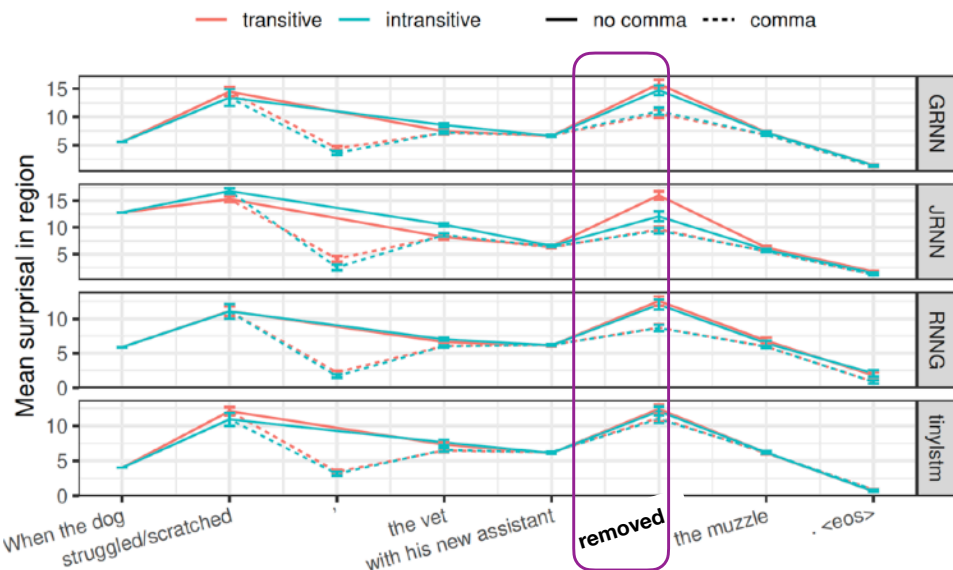 transitive intransitive no comma comma
Mean surprisal in region
15
10
5
GRNN
15
10
5
JRNN
10
5
0
RNNG
10
5
0
tinylstm
When the dog
struggled/scratched
,
the vet
with his new assistant
removed
the muzzle
. <eos>